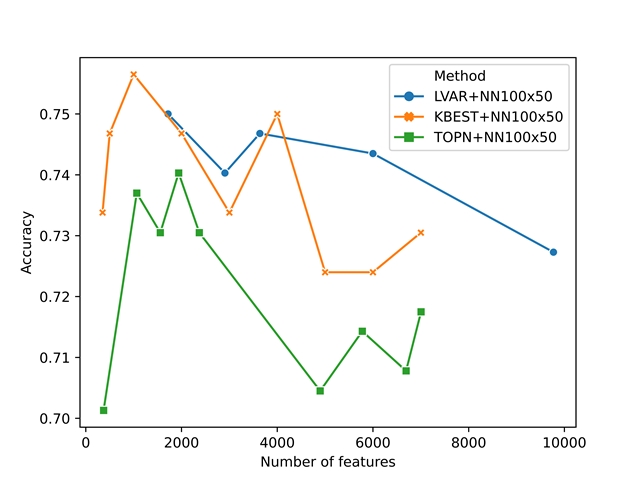 Method
LVAR+NN100x50
KBEST+NN100x50
TOPN+NN100x50
Accuracy
0.75
0.74
0.73
0.72
0.71
0.70
0 2000 4000 6000 8000 10000
Number of features